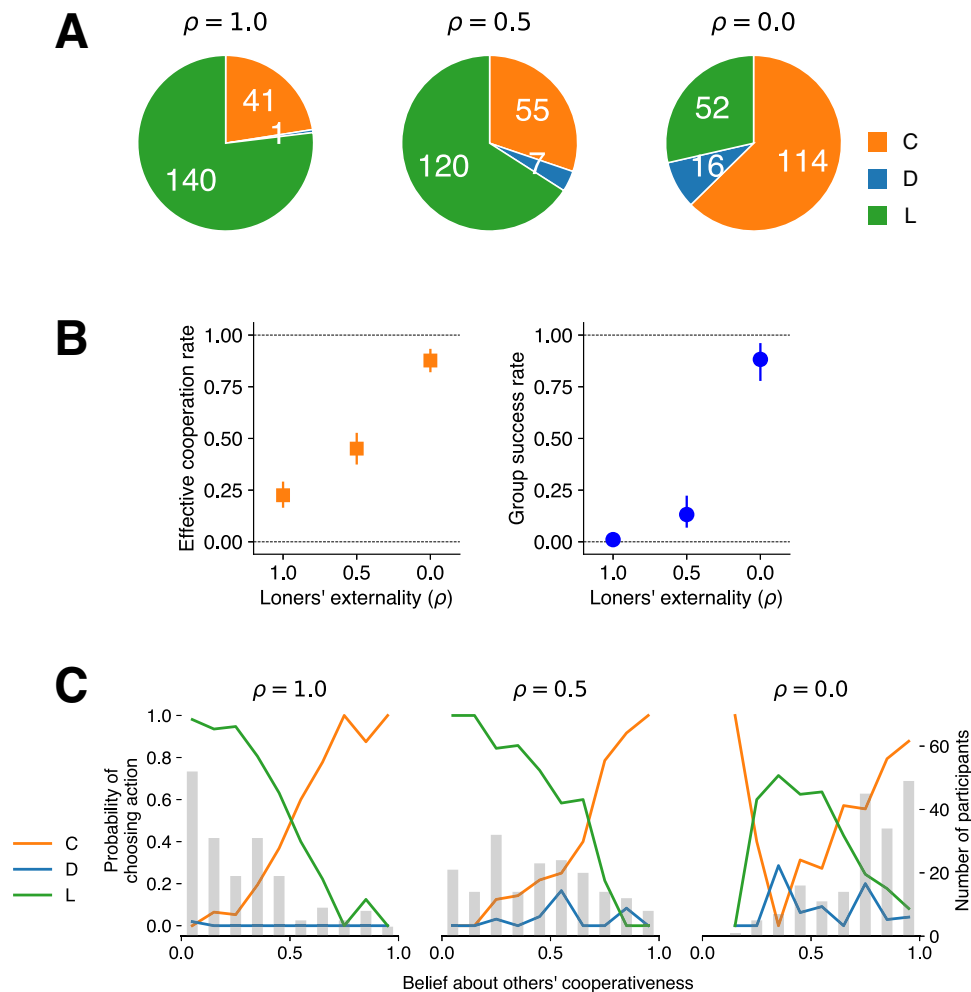 A
ρ = 1.0
ρ = 0.5
ρ = 0.0
41
1
140
55
7
120
52
16
114
C
D
L
B
Effective cooperation rate
1.00
0.75
0.50
0.25
0.00
1.0
0.5
0.0
Loners' externality (ρ)
Group success rate
1.00
0.75
0.50
0.25
0.00
1.0
0.5
0.0
Loners' externality (ρ)
C
ρ = 1.0
ρ = 0.5
ρ = 0.0
C
D
L
Probability of
choosing action
1.0
0.8
0.6
0.4
0.2
0.0
0.0
0.5
1.0
0.0
0.5
1.0
0.0
0.5
1.0
60
40
20
0
Number of participants
Belief about others' cooperativeness